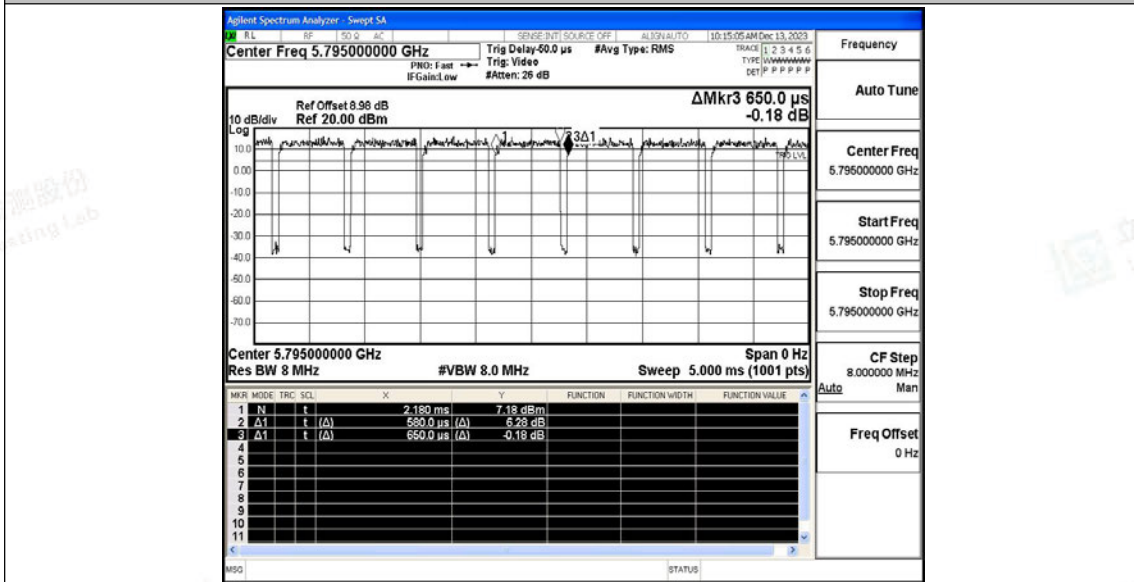 Agilent Spectrum Analyzer - Swept SA
RL RF 50 Ω AC SENSE:INT SOURCE OFF ALIGNAUTO 10:15:05 AM Dec 13, 2023
Center Freq 5.795000000 GHz
PNO: Fast
IFGain:Low
Trig Delay-50.0 µs
Trig: Video
#Atten: 26 dB
#Avg Type: RMS
TRACE 1 2 3 4 5 6
TYPE WWWWWW
DET P P P P P P
Ref Offset 8.98 dB
10 dB/div Ref 20.00 dBm
ΔMkr3 650.0 µs
-0.18 dB
Log
10.0
0.00
-10.0
-20.0
-30.0
-40.0
-50.0
-60.0
-70.0
1
3Δ1
TRIG LVL
Center 5.795000000 GHz Span 0 Hz
Res BW 8 MHz #VBW 8.0 MHz Sweep 5.000 ms (1001 pts)
MKR MODE TRC SCL X Y FUNCTION FUNCTION WIDTH FUNCTION VALUE
1 N t 2.180 ms 7.18 dBm
2 Δ1 t (Δ) 580.0 µs (Δ) 6.28 dB
3 Δ1 t (Δ) 650.0 µs (Δ) -0.18 dB
4
5
6
7
8
9
10
11
MSG STATUS
Frequency
Auto Tune
Center Freq
5.795000000 GHz
Start Freq
5.795000000 GHz
Stop Freq
5.795000000 GHz
CF Step
8.000000 MHz
Auto Man
Freq Offset
0 Hz